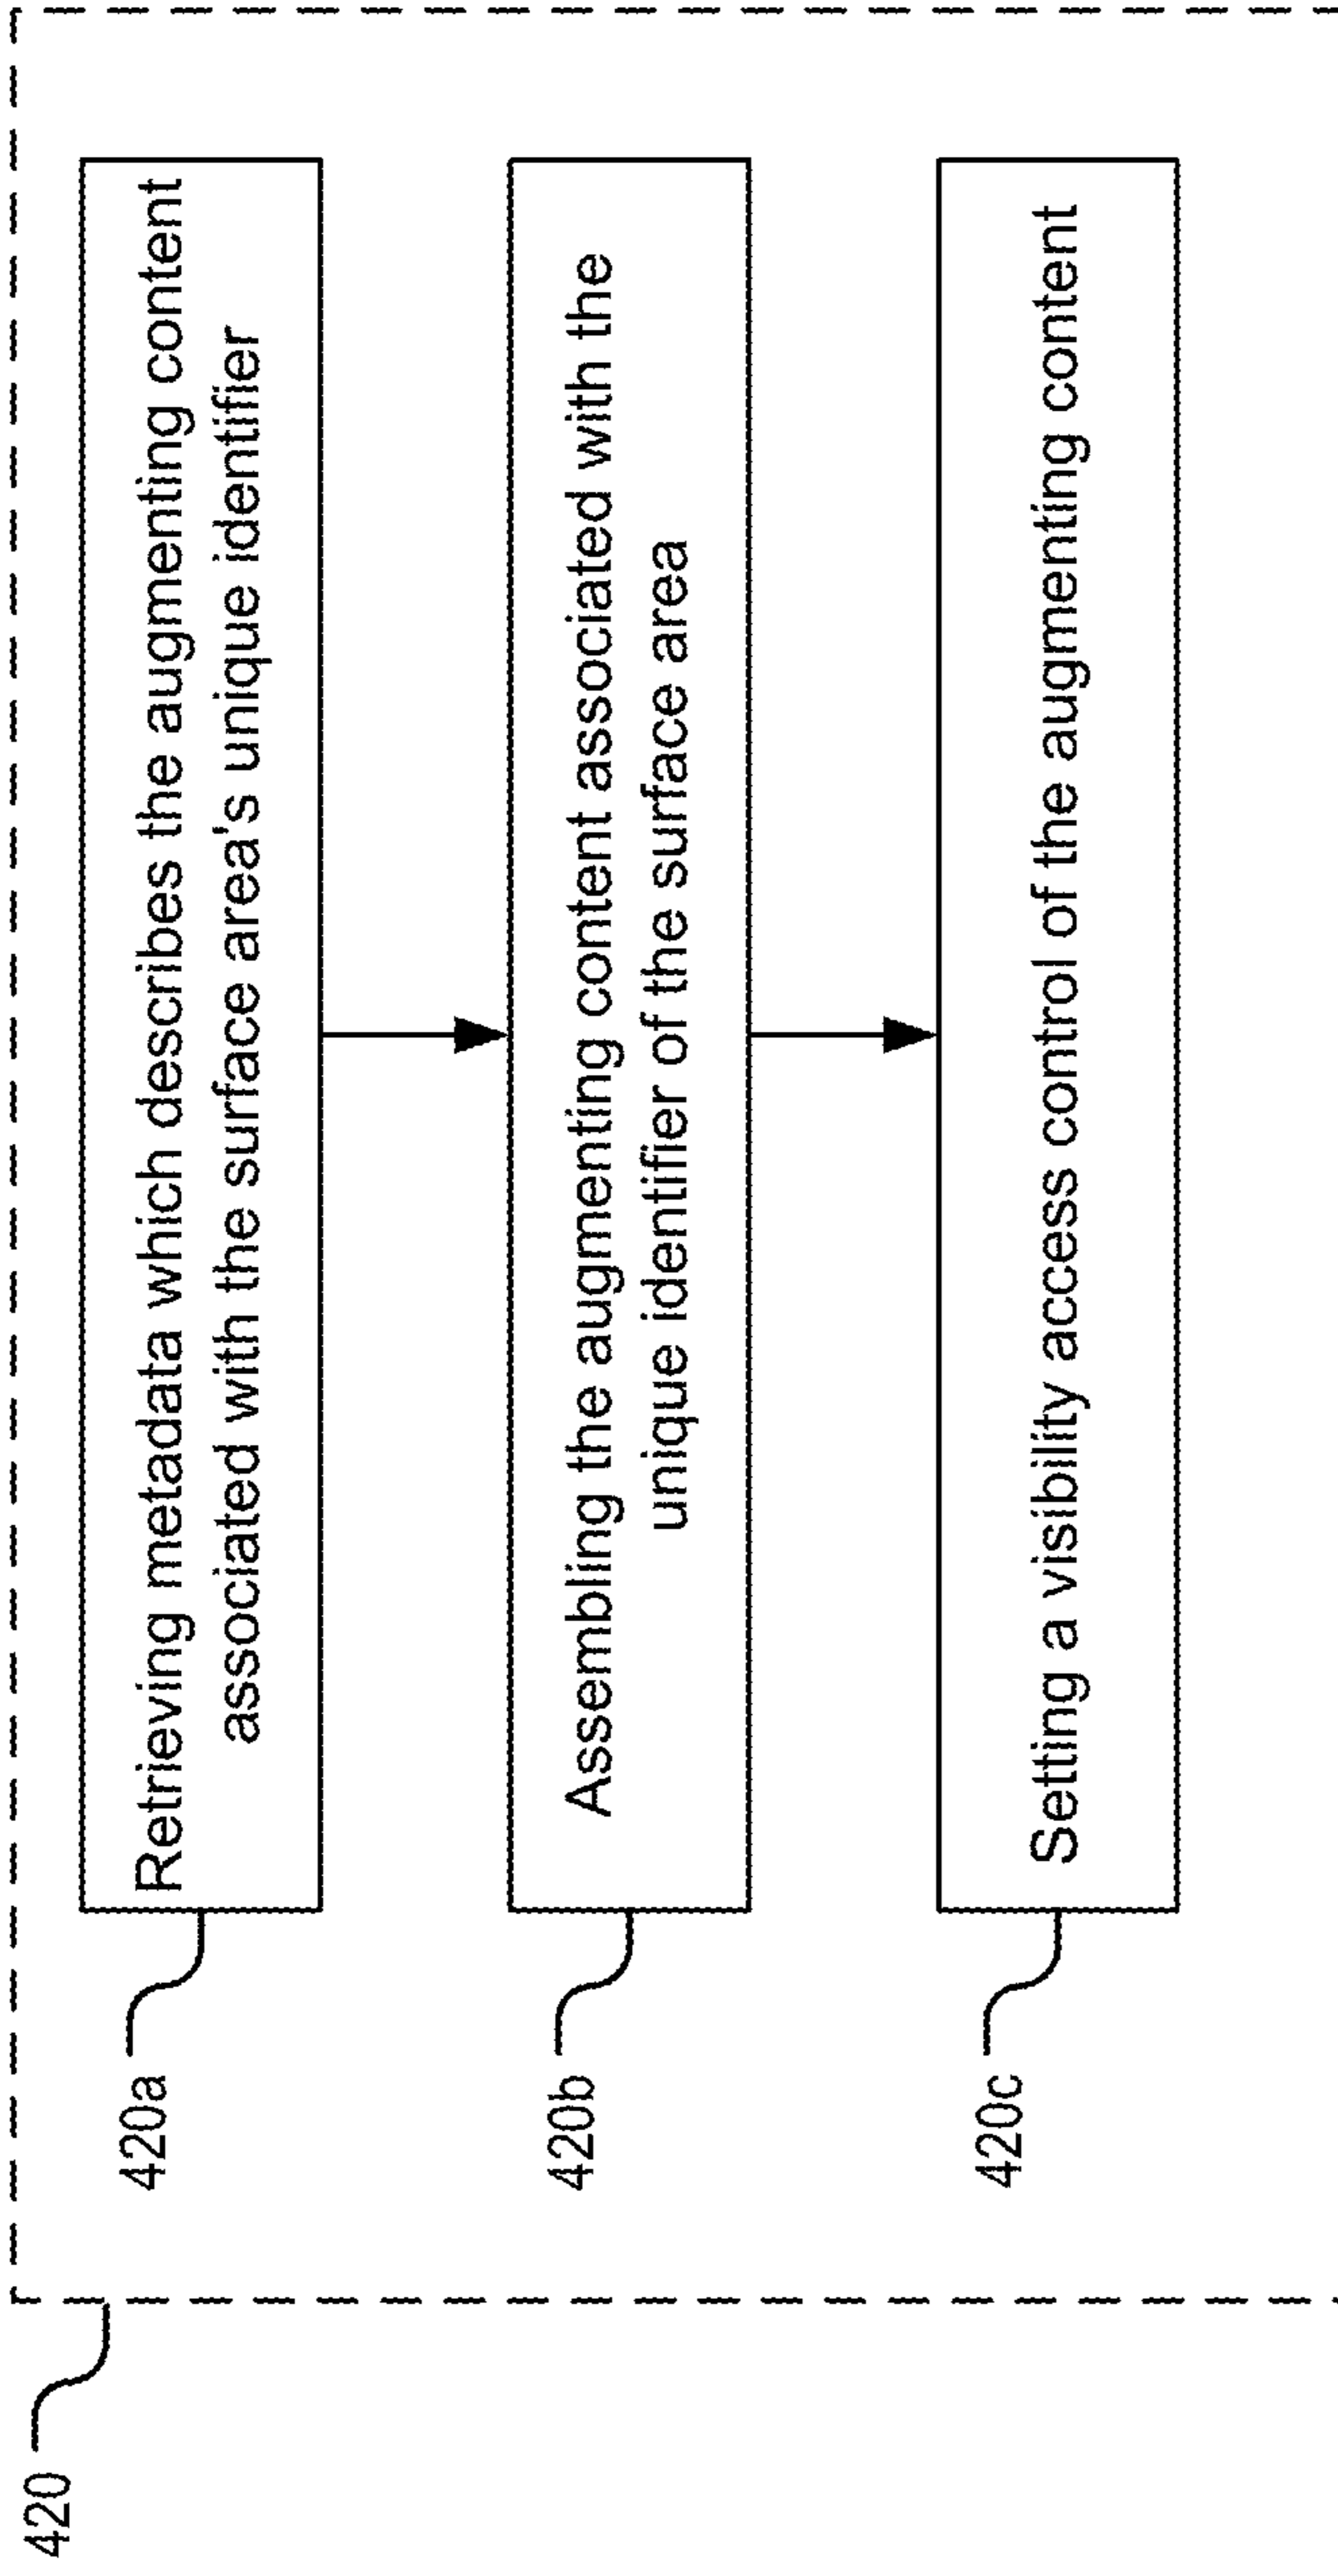 420
420a
Retrieving metadata which describes the augmenting content
associated with the surface area's unique identifier
420b
Assembling the augmenting content associated with the
unique identifier of the surface area
420c
Setting a visibility access control of the augmenting content